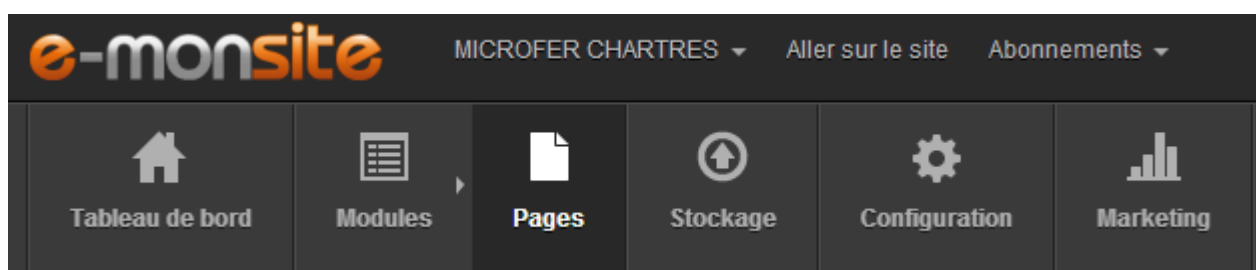 e-monsite MICROFER CHARTRES Aller sur le site Abonnements
Tableau de bord Modules Pages Stockage Configuration Marketing